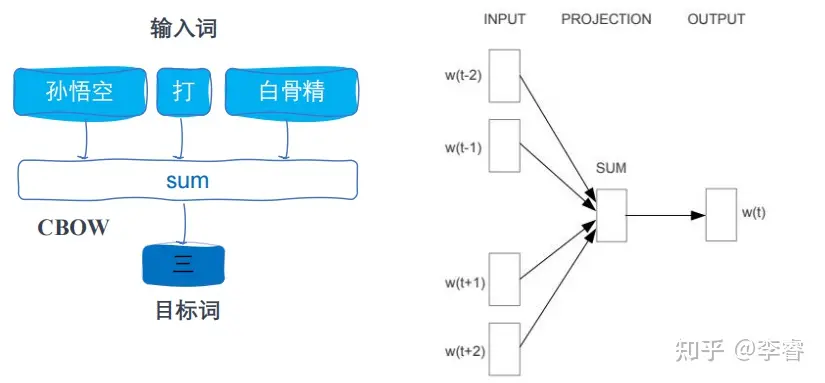 输入词
孙悟空
打
白骨精
sum
CBOW
三
目标词
INPUT PROJECTION OUTPUT
w(t-2)
w(t-1)
SUM
w(t)
w(t+1)
w(t+2)
知乎 @李睿